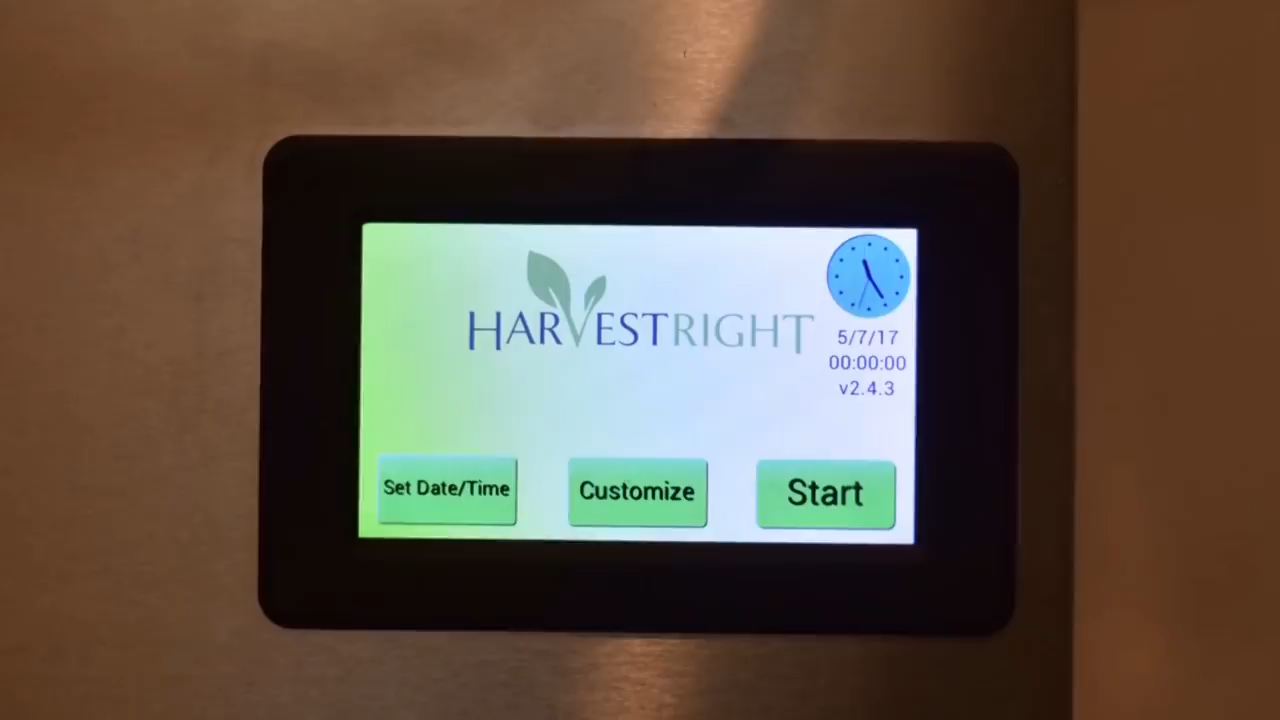 HARVESTRIGHT
5/7/17
00:00:00
v2.4.3
Set Date/Time
Customize
Start